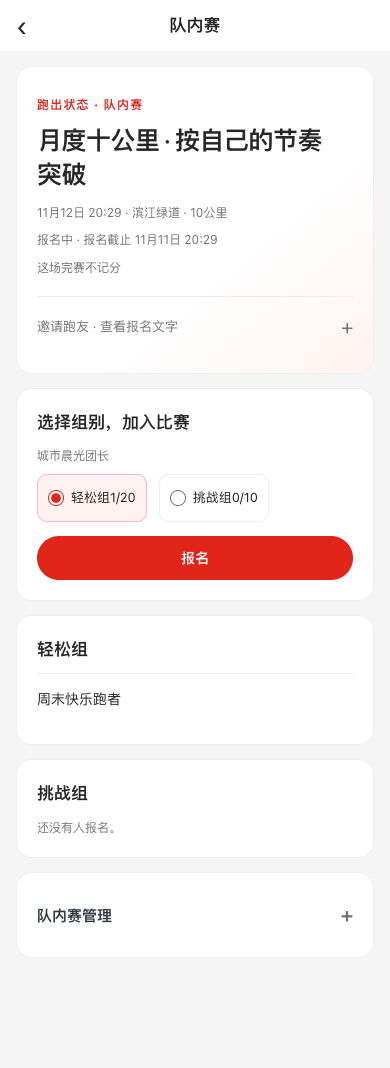 ‹ 队内赛
跑出状态 · 队内赛
月度十公里 · 按自己的节奏
突破
11月12日 20:29 · 滨江绿道 · 10公里
报名中 · 报名截止 11月11日 20:29
这场完赛不记分
邀请跑友 · 查看报名文字 +
选择组别，加入比赛
城市晨光团长
轻松组1/20 挑战组0/10
报名
轻松组
周末快乐跑者
挑战组
还没有人报名。
队内赛管理 +